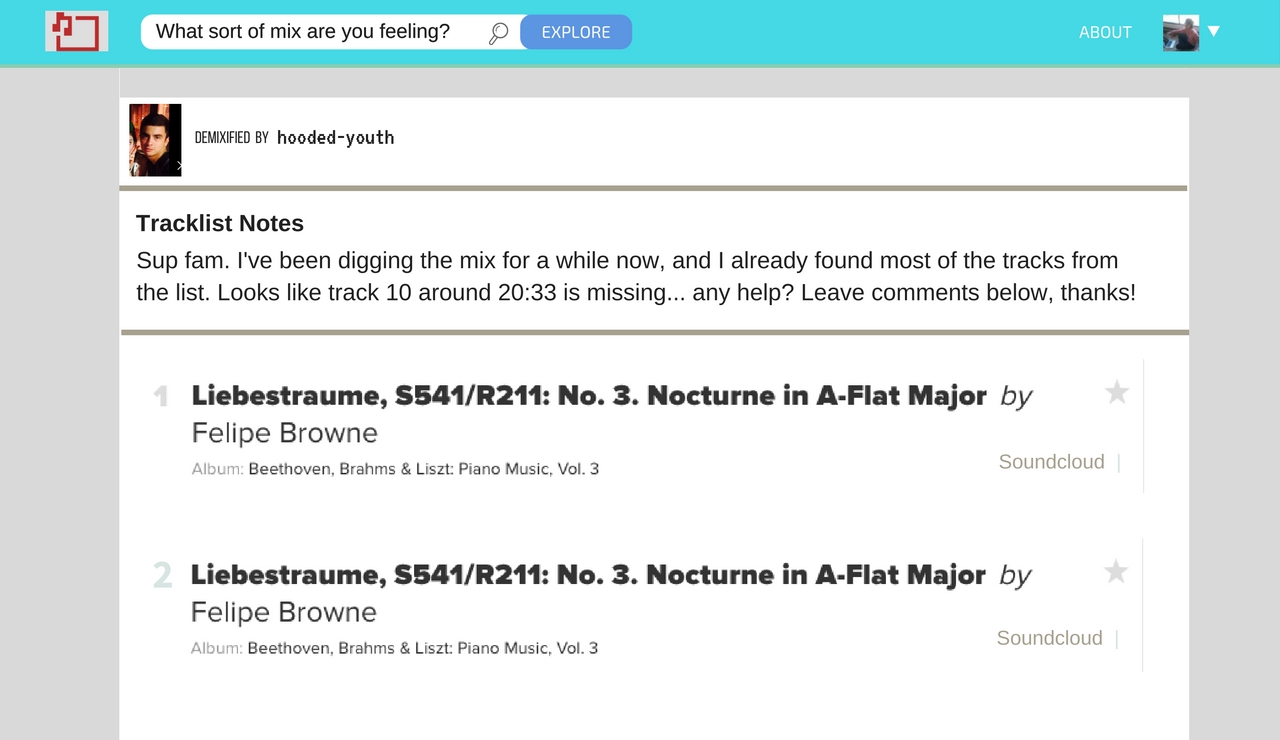 What sort of mix are you feeling?
EXPLORE
ABOUT
DEMIXIFIED BY hooded-youth
Tracklist Notes
Sup fam. I've been digging the mix for a while now, and I already found most of the tracks from
the list. Looks like track 10 around 20:33 is missing... any help? Leave comments below, thanks!
1 Liebestraume, S541/R211: No. 3. Nocturne in A-Flat Major by
Felipe Browne
Album: Beethoven, Brahms & Liszt: Piano Music, Vol. 3
Soundcloud |
2 Liebestraume, S541/R211: No. 3. Nocturne in A-Flat Major by
Felipe Browne
Album: Beethoven, Brahms & Liszt: Piano Music, Vol. 3
Soundcloud |